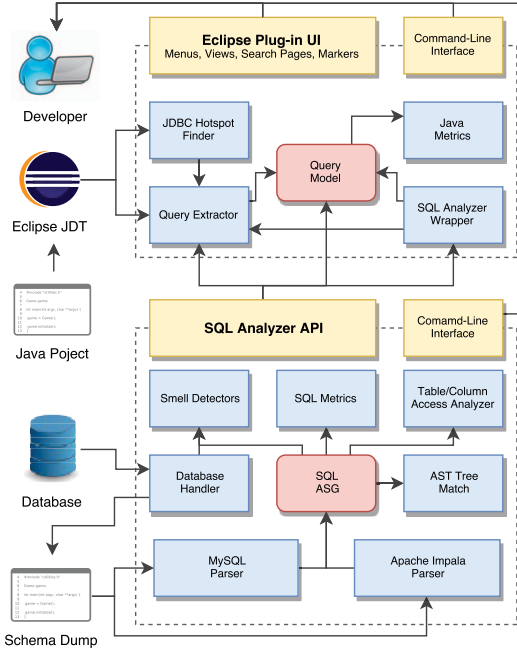 Eclipse Plug-in UI
Menus, Views, Search Pages, Markers
Command-Line
Interface
Developer
JDBC Hotspot
Finder
Java
Metrics
Query
Model
Eclipse JDT
Query Extractor
SQL Analyzer
Wrapper
Java Poject
SQL Analyzer API
Comamd-Line
Interface
Smell Detectors
SQL Metrics
Table/Column
Access Analyzer
Database
Database
Handler
SQL
ASG
AST Tree
Match
MySQL
Parser
Apache Impala
Parser
Schema Dump